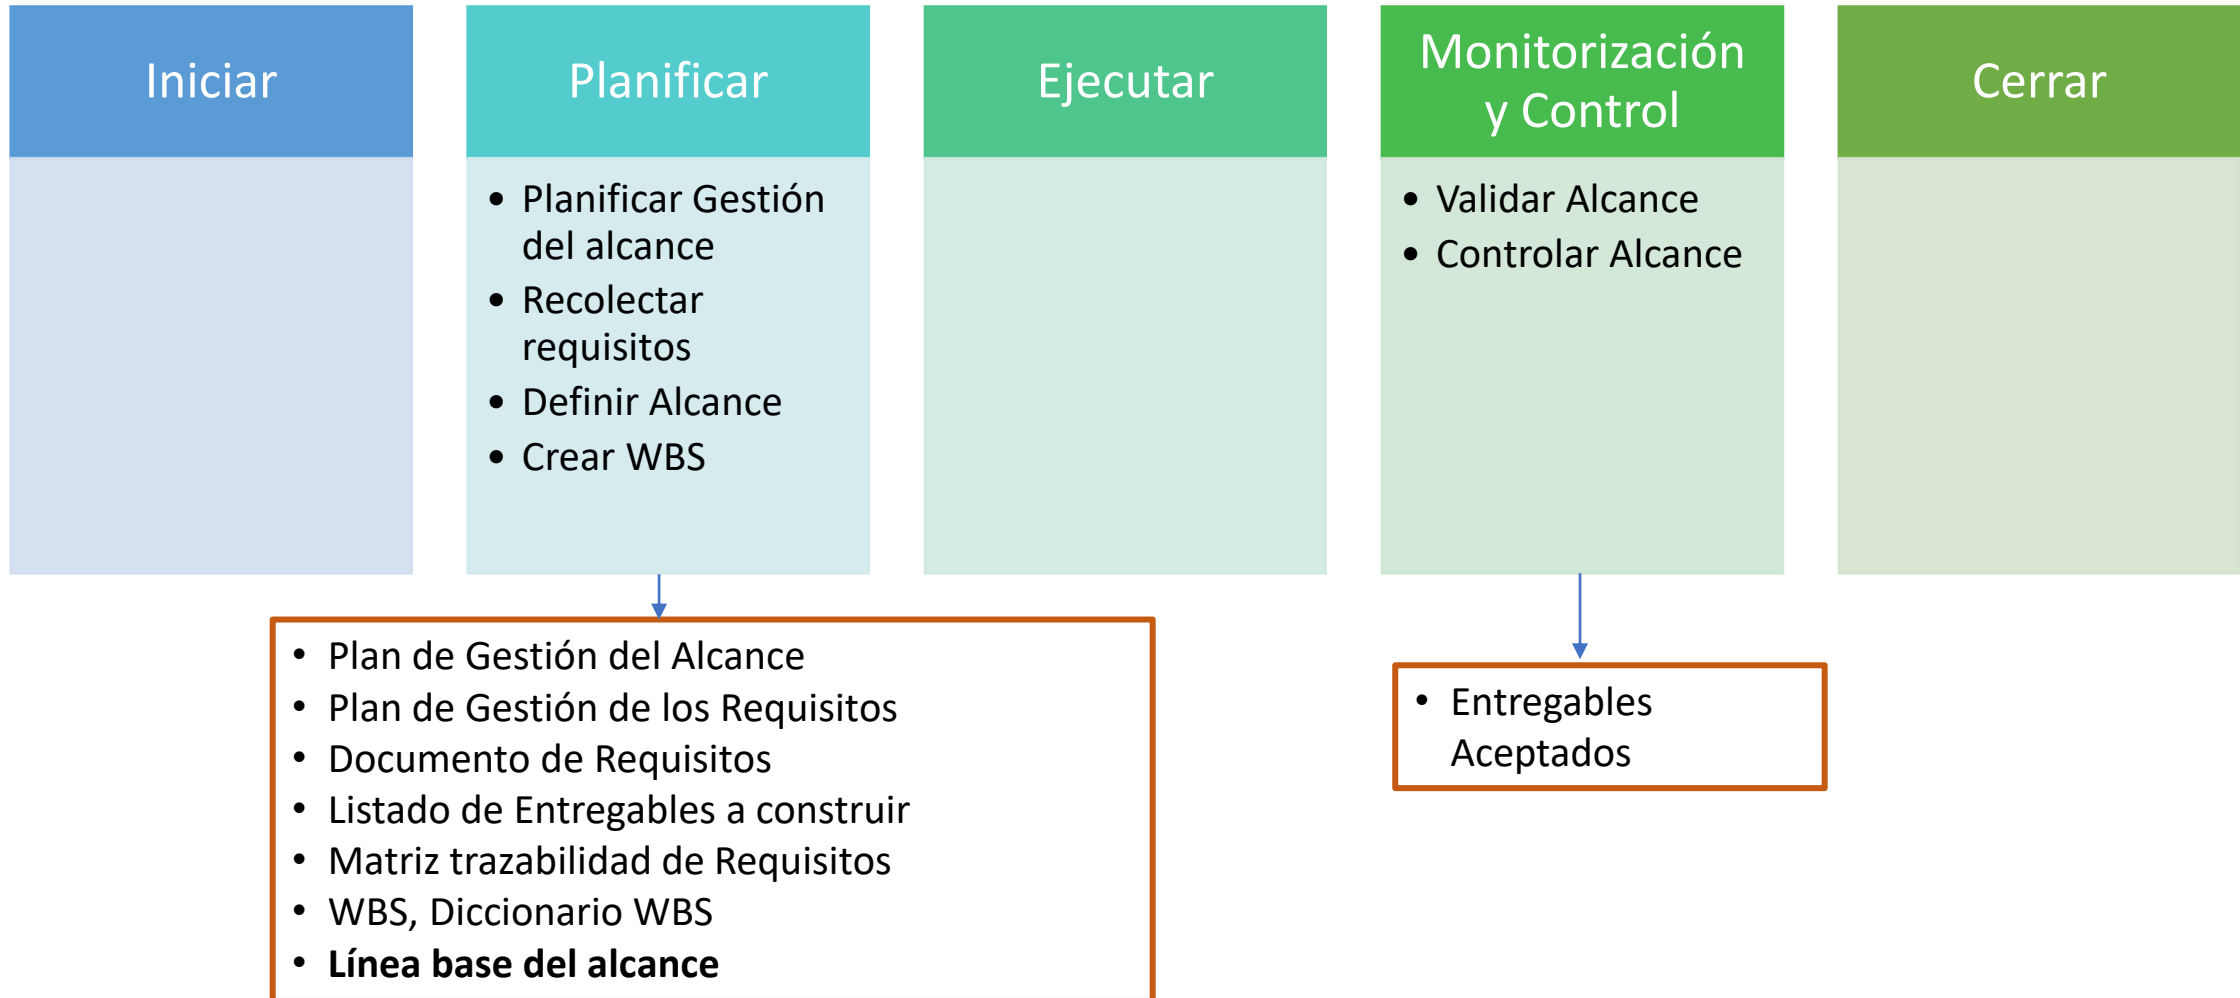 Iniciar
Planificar
Ejecutar
Monitorización
y Control
Cerrar
• Planificar Gestión
del alcance
• Recolectar
requisitos
• Definir Alcance
• Crear WBS
• Validar Alcance
• Controlar Alcance
• Plan de Gestión del Alcance
• Plan de Gestión de los Requisitos
• Documento de Requisitos
• Listado de Entregables a construir
• Matriz trazabilidad de Requisitos
• WBS, Diccionario WBS
• Línea base del alcance
• Entregables
Aceptados